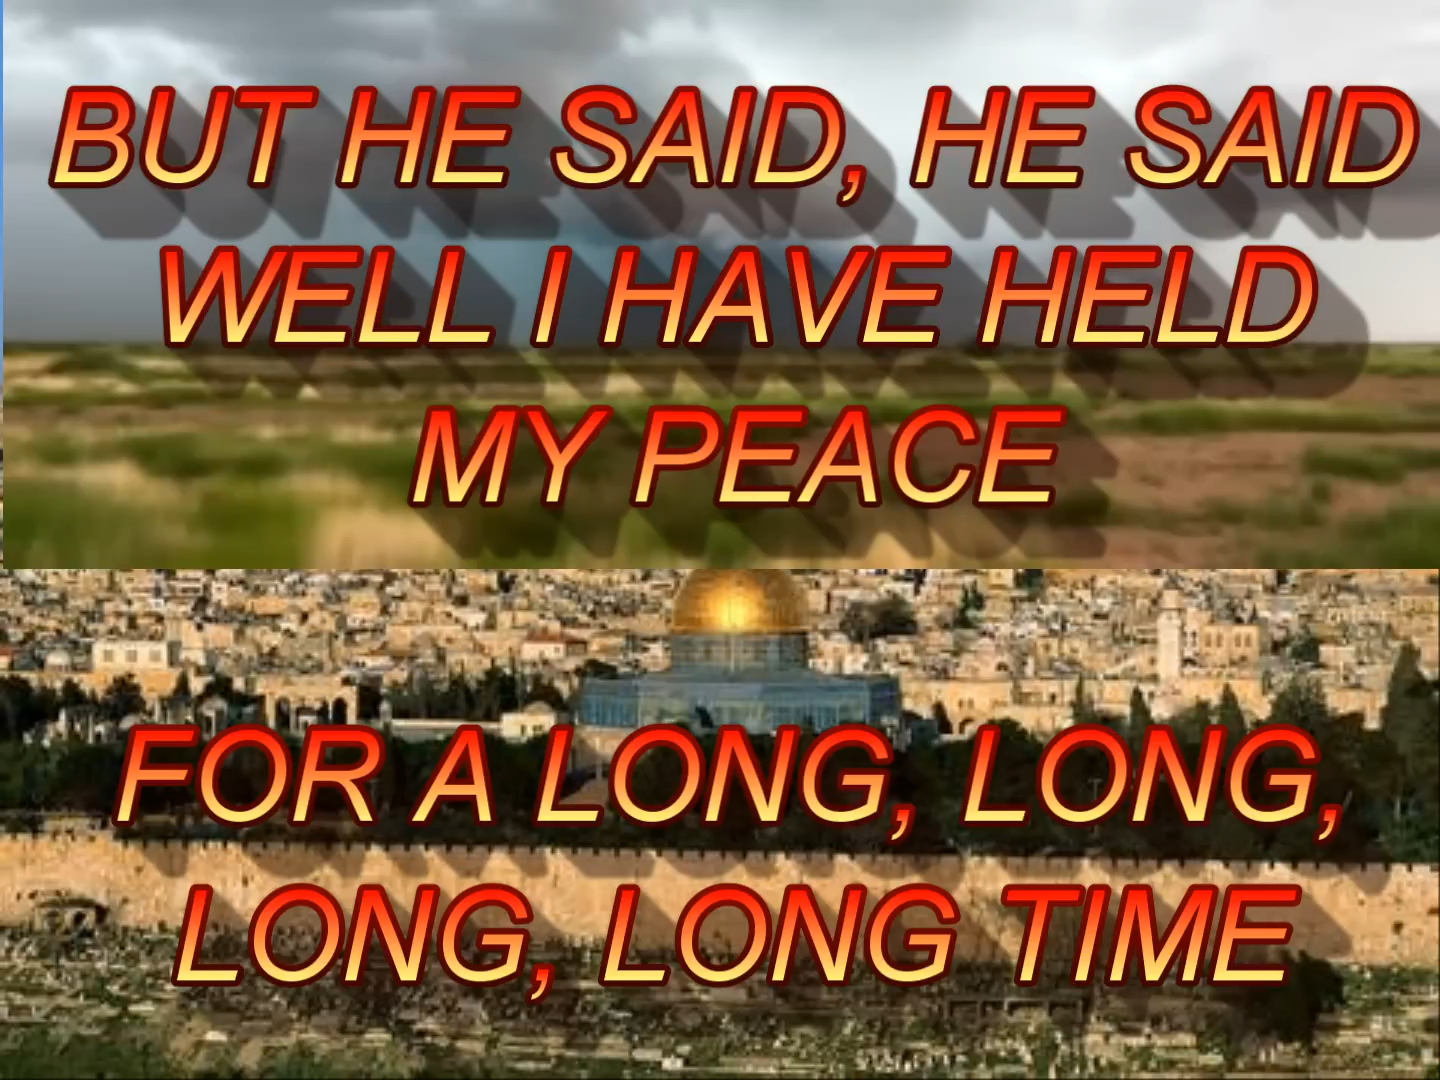 BUT HE SAID, HE SAID
WELL I HAVE HELD
MY PEACE
FOR A LONG, LONG,
LONG, LONG TIME